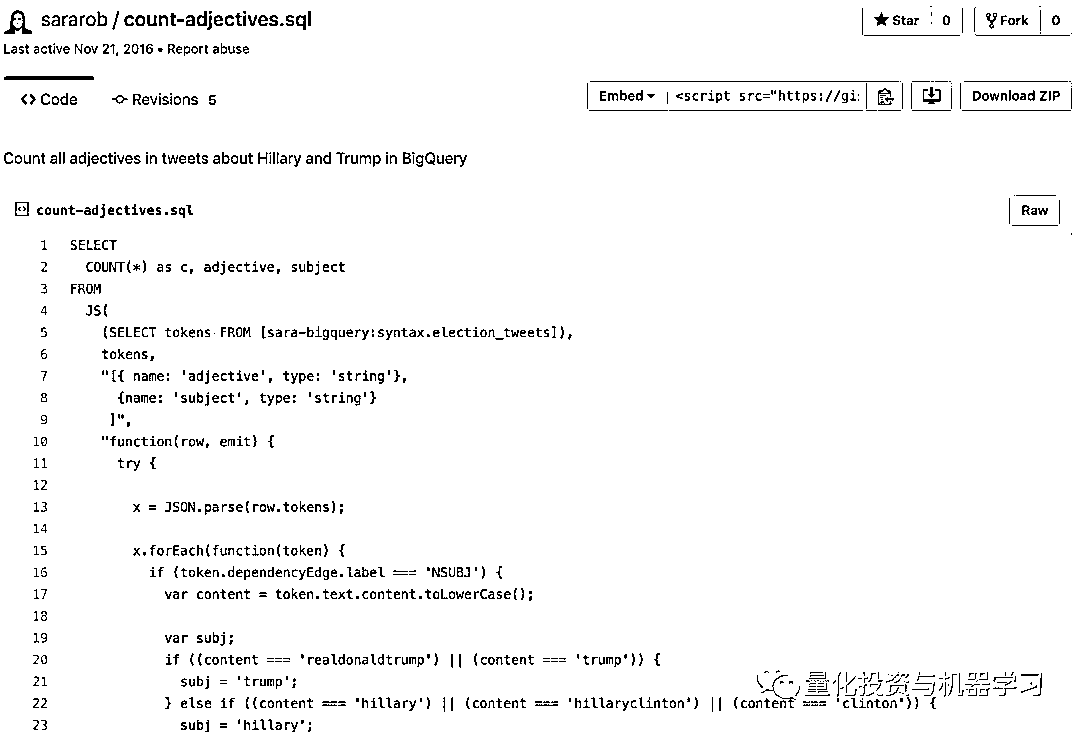 sararob / count-adjectives.sql
Star 0 Fork 0
Last active Nov 21, 2016 • Report abuse
<> Code Revisions 5
Embed <script src="https://gi: Download ZIP
Count all adjectives in tweets about Hillary and Trump in BigQuery
count-adjectives.sql
Raw
1 SELECT
2 COUNT(*) as c, adjective, subject
3 FROM
4 JS(
5 (SELECT tokens FROM [sara-bigquery:syntax.election_tweets]),
6 tokens,
7 "[{ name: 'adjective', type: 'string'},
8 {name: 'subject', type: 'string'}
9 ]",
10 "function(row, emit) {
11 try {
12
13 x = JSON.parse(row.tokens);
14
15 x.forEach(function(token) {
16 if (token.dependencyEdge.label === 'NSUBJ') {
17 var content = token.text.content.toLowerCase();
18
19 var subj;
20 if ((content === 'realdonaldtrump') || (content === 'trump')) {
21 subj = 'trump';
22 } else if ((content === 'hillary') || (content === 'hillaryclinton') || (content === 'clinton')) {
23 subj = 'hillary';
量化投资与机器学习